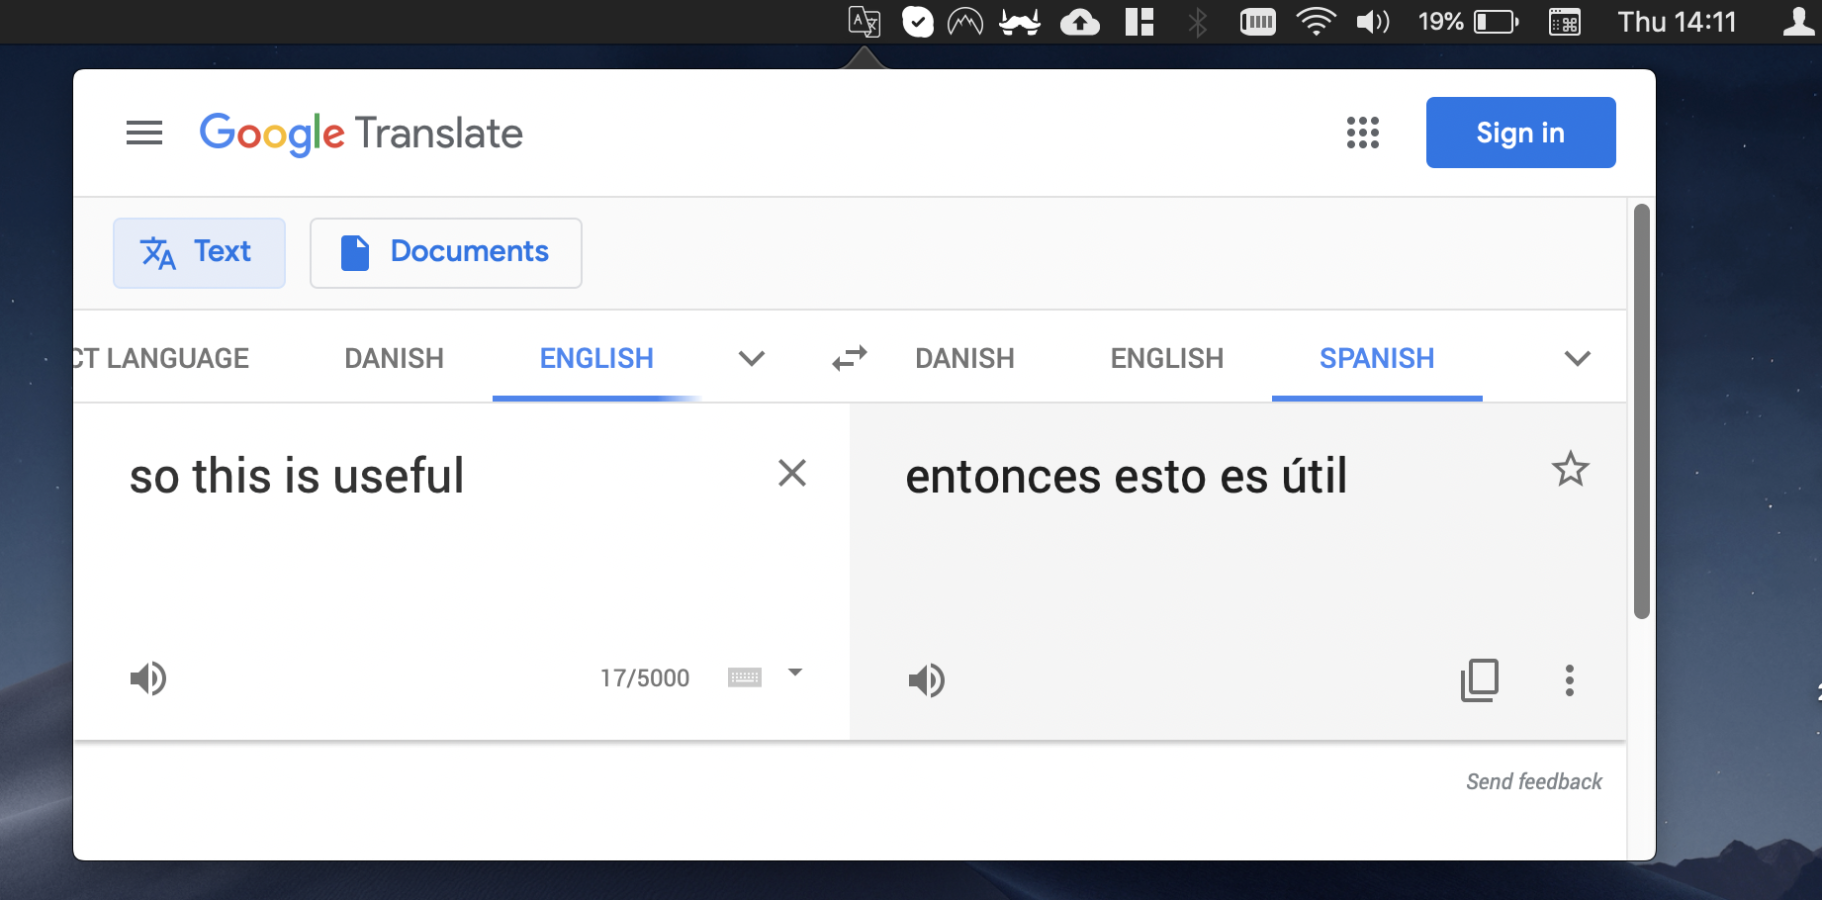 19% Thu 14:11
Google Translate
Sign in
Text Documents
CT LANGUAGE DANISH ENGLISH DANISH ENGLISH SPANISH
so this is useful
entonces esto es útil
17/5000
Send feedback